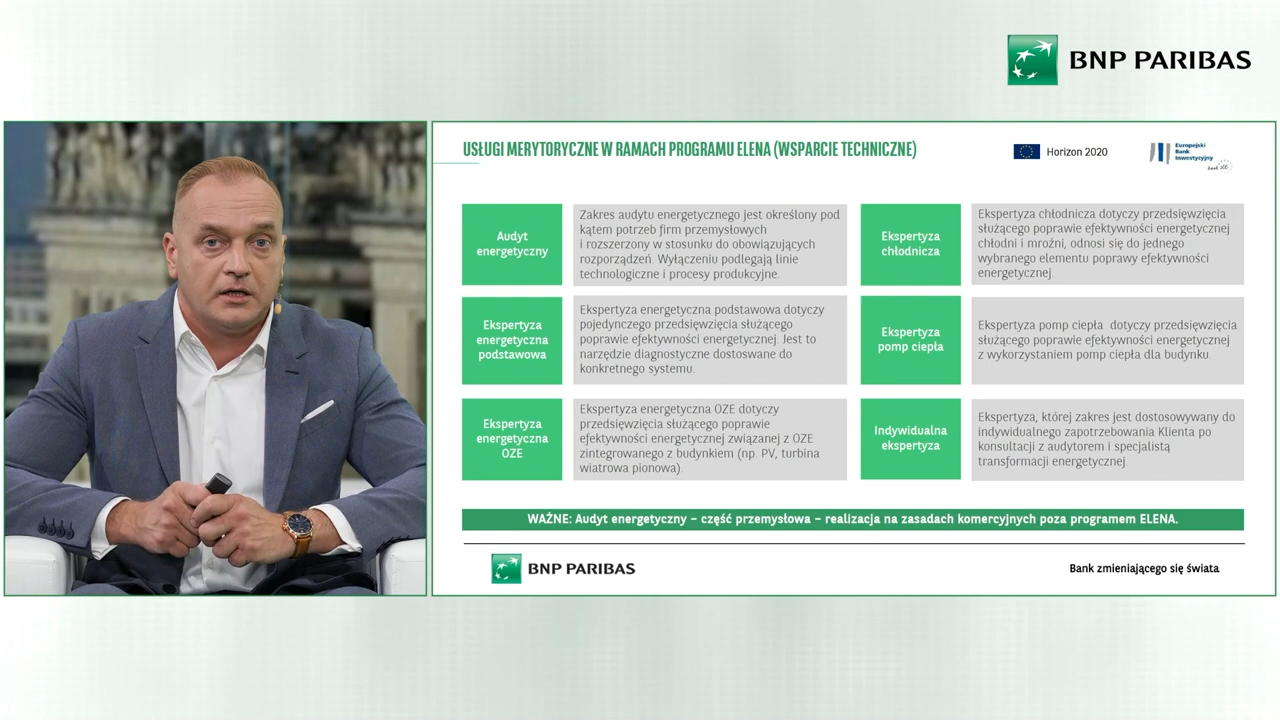 BNP PARIBAS
USŁUGI MERYTORYCZNE W RAMACH PROGRAMU ELENA (WSPARCIE TECHNICZNE)
Horizon 2020
Europejski
Bank
Inwestycyjny
Audyt
energetyczny
Zakres audytu energetycznego jest określony pod
kątem potrzeb firm przemysłowych
i rozszerzony w stosunku do obowiązujących
rozporządzeń. Wyłączeniu podlegają linie
technologiczne i procesy produkcyjne.
Ekspertyza
chłodnicza
Ekspertyza chłodnicza dotyczy przedsięwzięcia
służącego poprawie efektywności energetycznej
chłodni i mroźni, odnosi się do jednego
wybranego elementu poprawy efektywności
energetycznej.
Ekspertyza
energetyczna
podstawowa
Ekspertyza energetyczna podstawowa dotyczy
pojedynczego przedsięwzięcia służącego
poprawie efektywności energetycznej. Jest to
narzędzie diagnostyczne dostosowane do
konkretnego systemu.
Ekspertyza
pomp ciepła
Ekspertyza pomp ciepła dotyczy przedsięwzięcia
służącego poprawie efektywności energetycznej
z wykorzystaniem pomp ciepła dla budynku.
Ekspertyza
energetyczna
OZE
Ekspertyza energetyczna OZE dotyczy
przedsięwzięcia służącego poprawie
efektywności energetycznej związanej z OZE
zintegrowanego z budynkiem (np. PV, turbina
wiatrowa pionowa).
Indywidualna
ekspertyza
Ekspertyza, której zakres jest dostosowywany do
indywidualnego zapotrzebowania Klienta po
konsultacji z audytorem i specjalistą
transformacji energetycznej.
WAŻNE: Audyt energetyczny – część przemysłowa – realizacja na zasadach komercyjnych poza programem ELENA.
BNP PARIBAS
Bank zmieniającego się świata